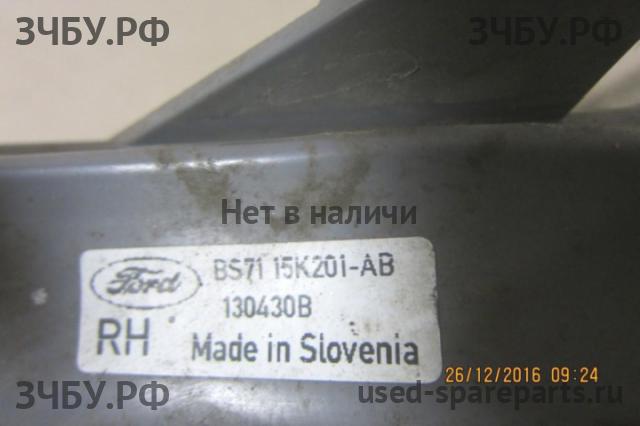 ЗЧБУ.РФ ЗЧБУ.РФ
Нет в наличи
Ford BS71 15K201-AB
130430B
RH Made in Slovenia
26/12/2016 09:24
ЗЧБУ.РФ used-spareparts.ru